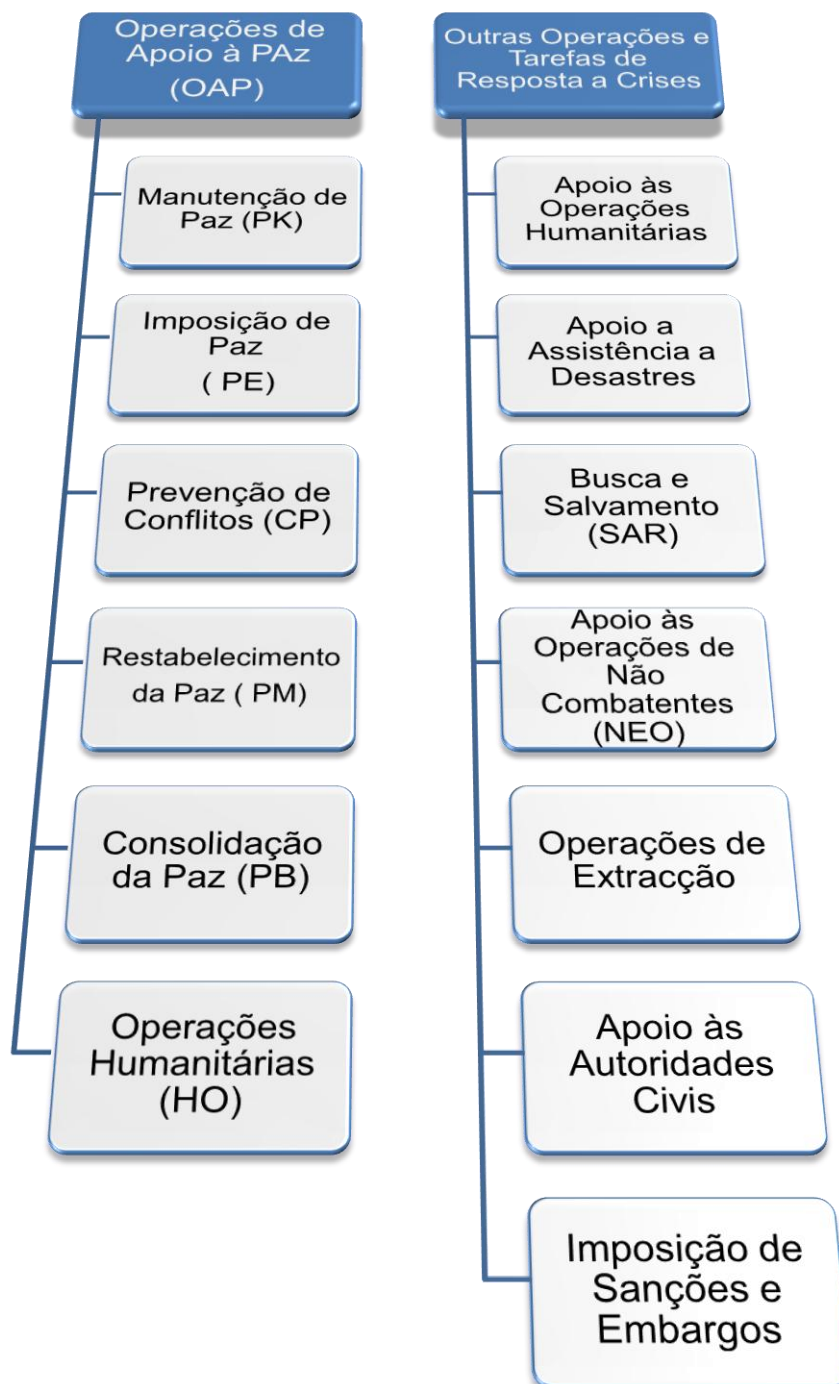 Operações de
Apoio à PAz
(OAP)
Manutenção de
Paz (PK)
Imposição de
Paz
( PE)
Prevenção de
Conflitos (CP)
Restabelecimento
da Paz ( PM)
Consolidação
da Paz (PB)
Operações
Humanitárias
(HO)
Outras Operações e
Tarefas de
Resposta a Crises
Apoio às
Operações
Humanitárias
Apoio a
Assistência a
Desastres
Busca e
Salvamento
(SAR)
Apoio às
Operações de
Não
Combatentes
(NEO)
Operações de
Extracção
Apoio às
Autoridades
Civis
Imposição de
Sanções e
Embargos